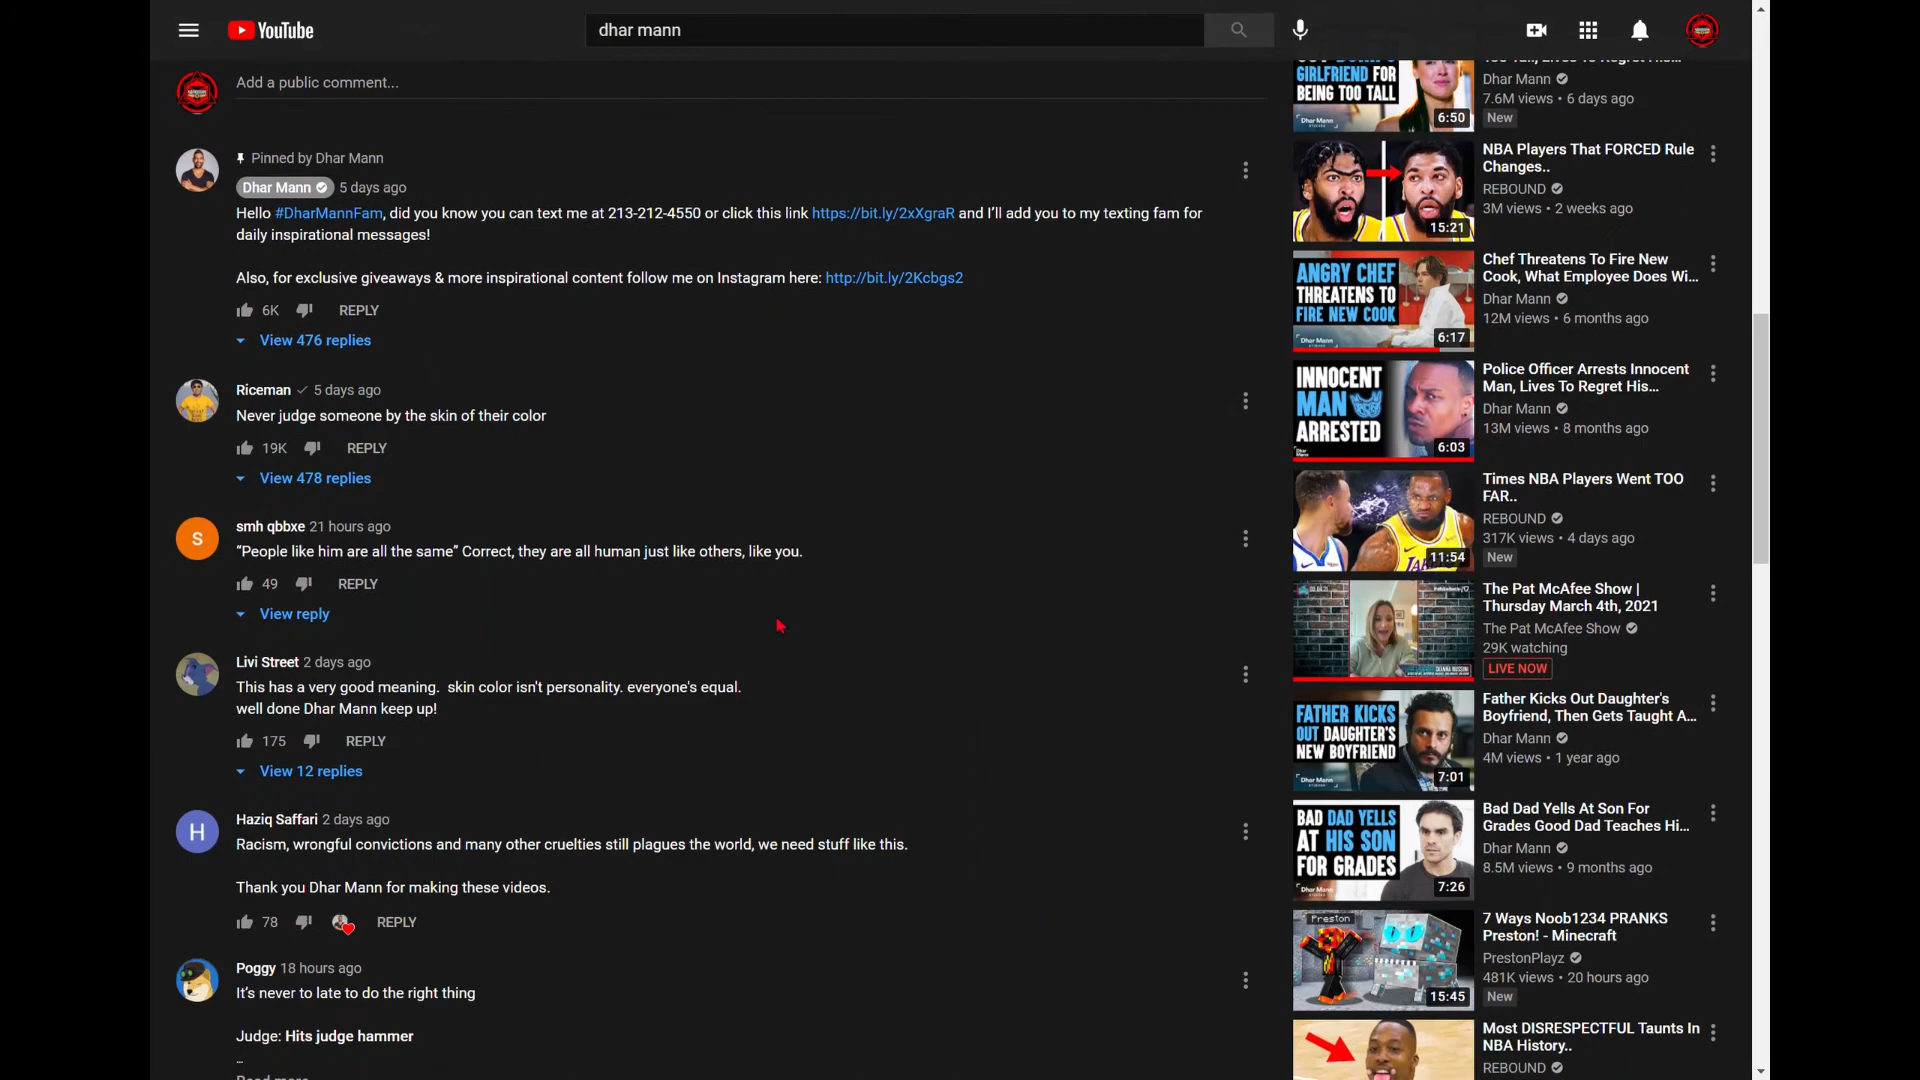 YouTube
dhar mann
Add a public comment...
Pinned by Dhar Mann
Dhar Mann 5 days ago
Hello #DharMannFam, did you know you can text me at 213-212-4550 or click this link https://bit.ly/2xXgraR and I'll add you to my texting fam for
daily inspirational messages!
Also, for exclusive giveaways & more inspirational content follow me on Instagram here: http://bit.ly/2Kcbgs2
6K REPLY
View 476 replies
Riceman 5 days ago
Never judge someone by the skin of their color
19K REPLY
View 478 replies
S
smh qbbxe 21 hours ago
“People like him are all the same” Correct, they are all human just like others, like you.
49 REPLY
View reply
Livi Street 2 days ago
This has a very good meaning. skin color isn't personality. everyone's equal.
well done Dhar Mann keep up!
175 REPLY
View 12 replies
H
Haziq Saffari 2 days ago
Racism, wrongful convictions and many other cruelties still plagues the world, we need stuff like this.
Thank you Dhar Mann for making these videos.
78 REPLY
Poggy 18 hours ago
It's never to late to do the right thing
Judge: Hits judge hammer
...
Read more
GIRLFRIEND FOR
BEING TOO TALL
Dhar Mann
6:50
Dhar Mann
7.6M views • 6 days ago
New
15:21
NBA Players That FORCED Rule
Changes..
REBOUND
3M views • 2 weeks ago
ANGRY CHEF
THREATENS TO
FIRE NEW COOK
Dhar Mann
6:17
Chef Threatens To Fire New
Cook, What Employee Does Wi...
Dhar Mann
12M views • 6 months ago
INNOCENT
MAN
ARRESTED
Dhar Mann
6:03
Police Officer Arrests Innocent
Man, Lives To Regret His...
Dhar Mann
13M views • 8 months ago
11:54
Times NBA Players Went TOO
FAR..
REBOUND
317K views • 4 days ago
New
The Pat McAfee Show |
Thursday March 4th, 2021
The Pat McAfee Show
29K watching
LIVE NOW
FATHER KICKS
OUT DAUGHTER'S
NEW BOYFRIEND
Dhar Mann
7:01
Father Kicks Out Daughter's
Boyfriend, Then Gets Taught A...
Dhar Mann
4M views • 1 year ago
BAD DAD YELLS
AT HIS SON
FOR GRADES
Dhar Mann
7:26
Bad Dad Yells At Son For
Grades Good Dad Teaches Hi...
Dhar Mann
8.5M views • 9 months ago
Preston
15:45
7 Ways Noob1234 PRANKS
Preston! - Minecraft
PrestonPlayz
481K views • 20 hours ago
New
Most DISRESPECTFUL Taunts In
NBA History..
REBOUND